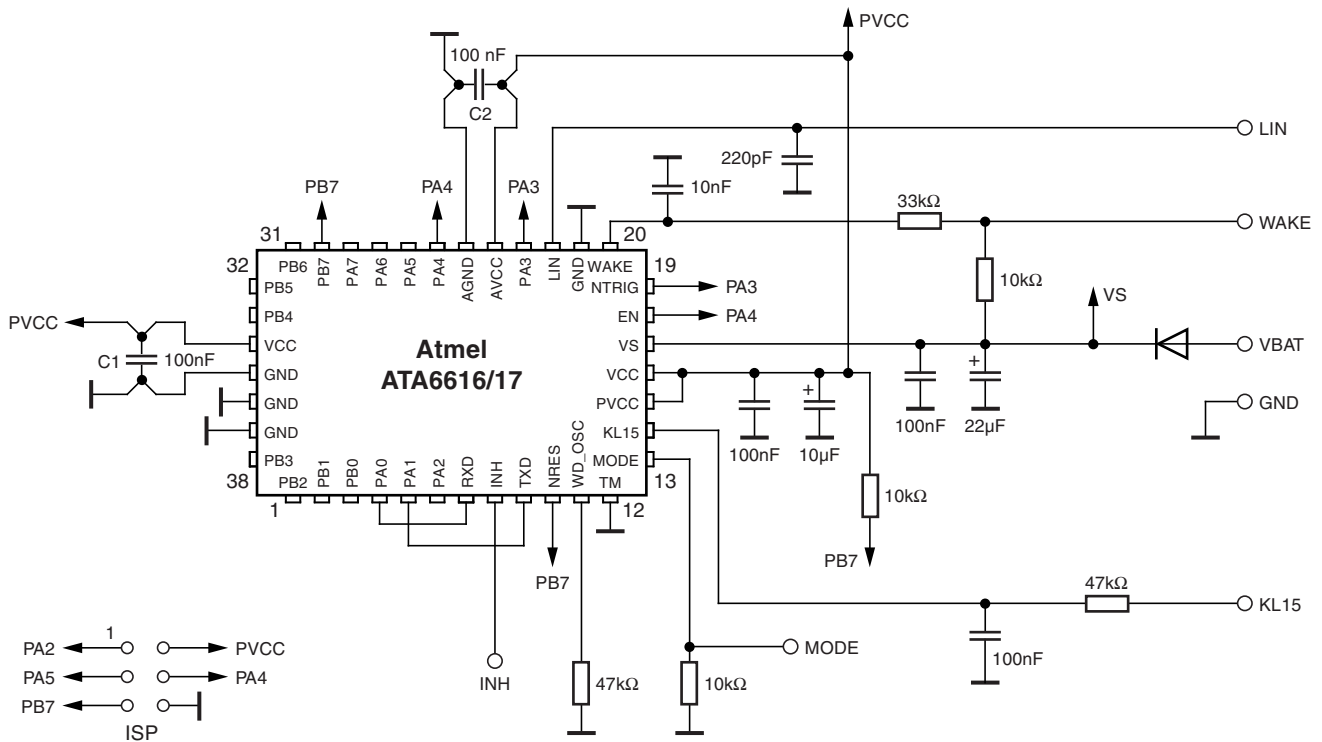 PVCC
100 nF
C2
LIN
220pF
10nF
PB7
PA4
PA3
33kΩ
WAKE
31
20
PB6
PB7
PA7
PA6
PA5
PA4
AGND
AVCC
PA3
LIN
GND
WAKE
32
19
PB5
NTRIG
PA3
10kΩ
PB4
EN
PA4
VS
PVCC
C1
100nF
VCC
Atmel
ATA6616/17
VS
VBAT
GND
VCC
+
GND
PVCC
+
100nF
22µF
GND
GND
KL15
100nF
10µF
PB3
MODE
38
13
PB2
PB1
PB0
PA0
PA1
PA2
RXD
INH
TXD
NRES
WD_OSC
TM
1
12
10kΩ
PB7
PB7
47kΩ
KL15
100nF
MODE
INH
47kΩ
10kΩ
1
PA2
PVCC
PA5
PA4
PB7
ISP